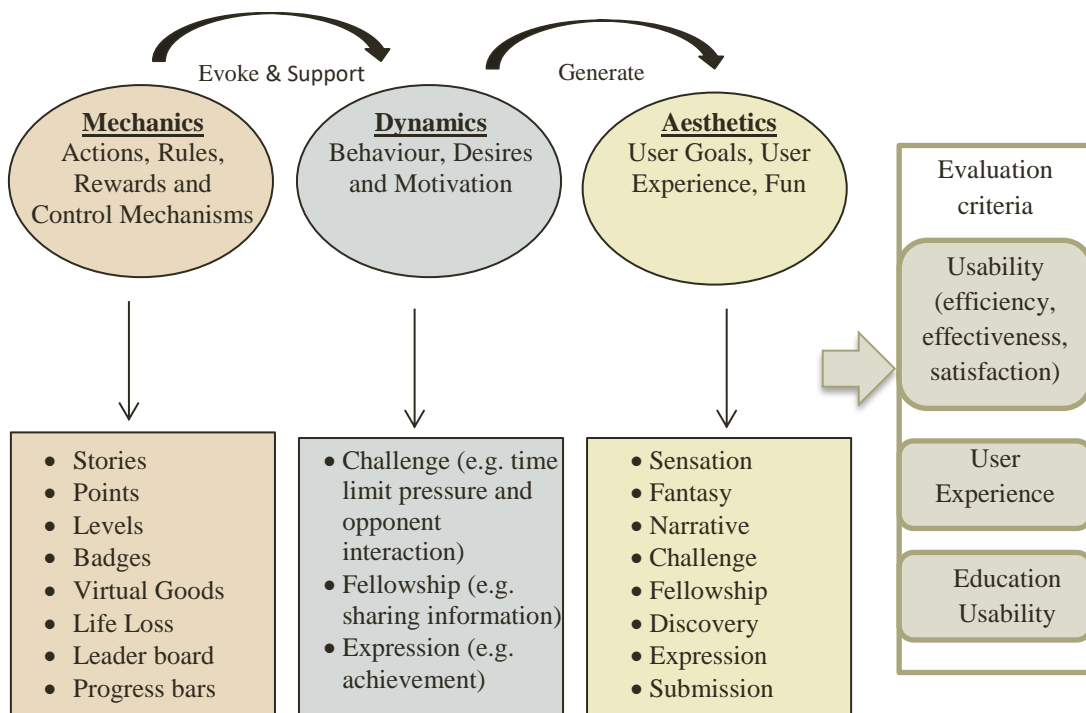 Evoke & Support
Generate
Mechanics
Actions, Rules,
Rewards and
Control Mechanisms
Dynamics
Behaviour, Desires
and Motivation
Aesthetics
User Goals, User
Experience, Fun
• Stories
• Points
• Levels
• Badges
• Virtual Goods
• Life Loss
• Leader board
• Progress bars
• Challenge (e.g. time
limit pressure and
opponent
interaction)
• Fellowship (e.g.
sharing information)
• Expression (e.g.
achievement)
• Sensation
• Fantasy
• Narrative
• Challenge
• Fellowship
• Discovery
• Expression
• Submission
Evaluation
criteria
Usability
(efficiency,
effectiveness,
satisfaction)
User
Experience
Education
Usability